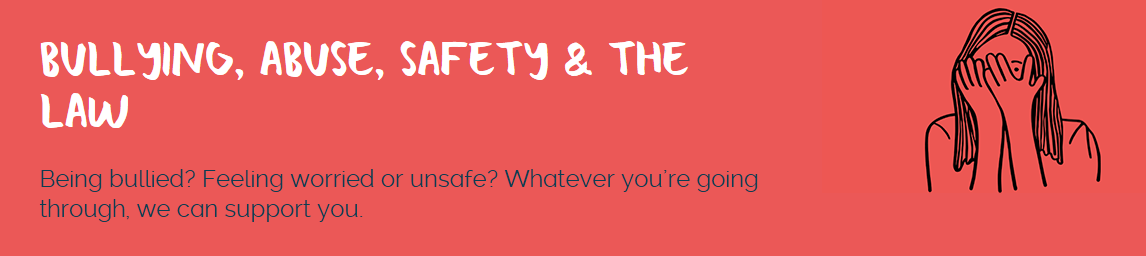 BULLYING, ABUSE, SAFETY & THE
LAW
Being bullied? Feeling worried or unsafe? Whatever you're going
through, we can support you.